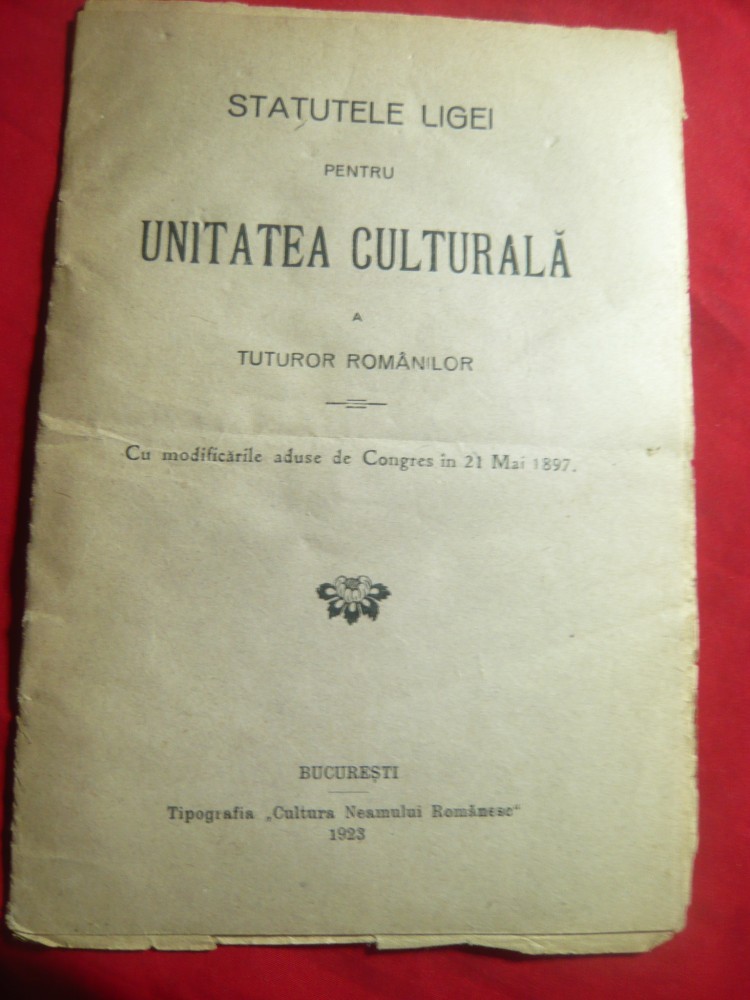 STATUTELE LIGEI
PENTRU
UNITATEA CULTURALĂ
A
TUTUROR ROMÂNILOR
Cu modificările aduse de Congres în 21 Mai 1897.
BUCUREȘTI
Tipografia „Cultura Neamului Românesc"
1923